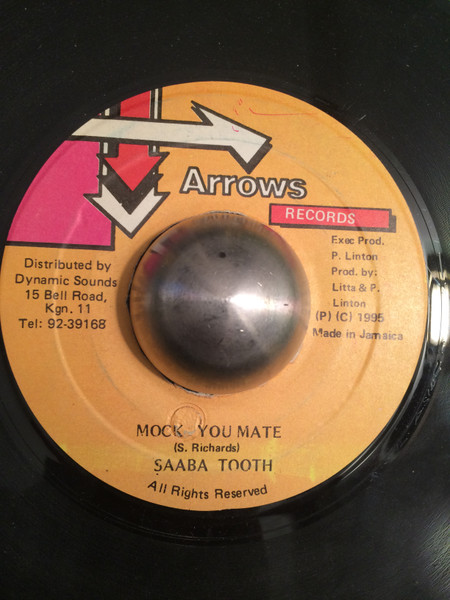 Arrows
RECORDS
Distributed by
Dynamic Sounds
15 Bell Road,
Kgn. 11
Tel: 92-39168
Exec Prod.
P. Linton
Prod. by:
Litta & P.
Linton
(P) (C) 1995
Made in Jamaica
MOCK YOU MATE
(S. Richards)
SAABA TOOTH
All Rights Reserved